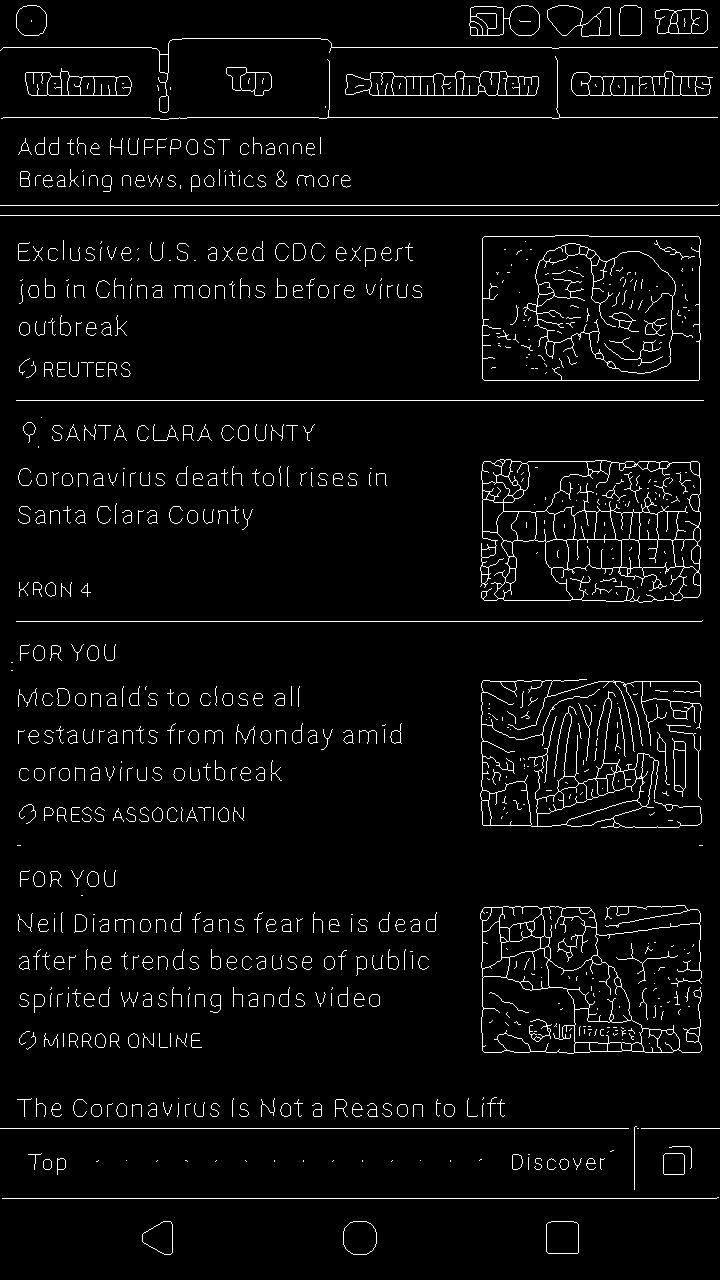 7:03
Welcome
Top
Mountain View
Coronavirus
Add the HUFFPOST channel
Breaking news, politics & more
Exclusive: U.S. axed CDC expert
job in China months before virus
outbreak
REUTERS
SANTA CLARA COUNTY
Coronavirus death toll rises in
Santa Clara County
CORONAVIRUS
OUTBREAK
KRON 4
FOR YOU
McDonald's to close all
restaurants from Monday amid
coronavirus outbreak
McDonald's
PRESS ASSOCIATION
FOR YOU
Neil Diamond fans fear he is dead
after he trends because of public
spirited washing hands video
MIRROR ONLINE
The Coronavirus Is Not a Reason to Lift
Top
Discover